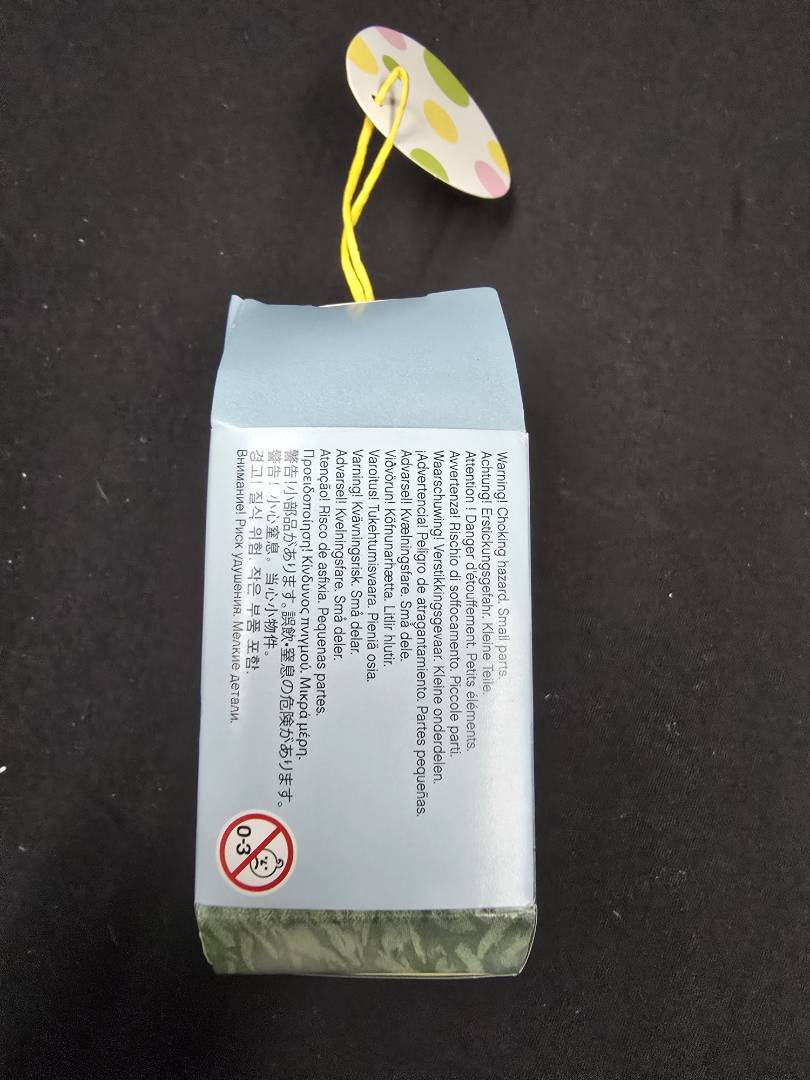 Warning! Choking hazard. Small parts.
Achtung! Erstickungsgefahr. Kleine Teile.
Attention ! Danger d'étouffement. Petits éléments.
Avvertenza! Rischio di soffocamento. Piccole parti.
Waarschuwing! Verstikkingsgevaar. Kleine onderdelen.
¡Advertencia! Peligro de atragantamiento. Partes pequeñas.
Advarsel! Kvælningsfare. Små dele.
Viðvörun! Köfnunarhætta. Litlir hlutir.
Varoitus! Tukehtumisvaara. Pieniä osia.
Varning! Kvävningsrisk. Små delar.
Advarsel! Kvelningsfare. Små deler.
Atenção! Risco de asfixia. Pequenas partes.
Προειδοποίηση! Κίνδυνος πνιγμού. Μικρά μέρη.
警告!小部品があります。誤飲・窒息の危険があります。
警告！小心窒息。当心小物件。
경고! 질식 위험. 작은 부품 포함.
Внимание! Риск удушения. Мелкие детали.
0-3